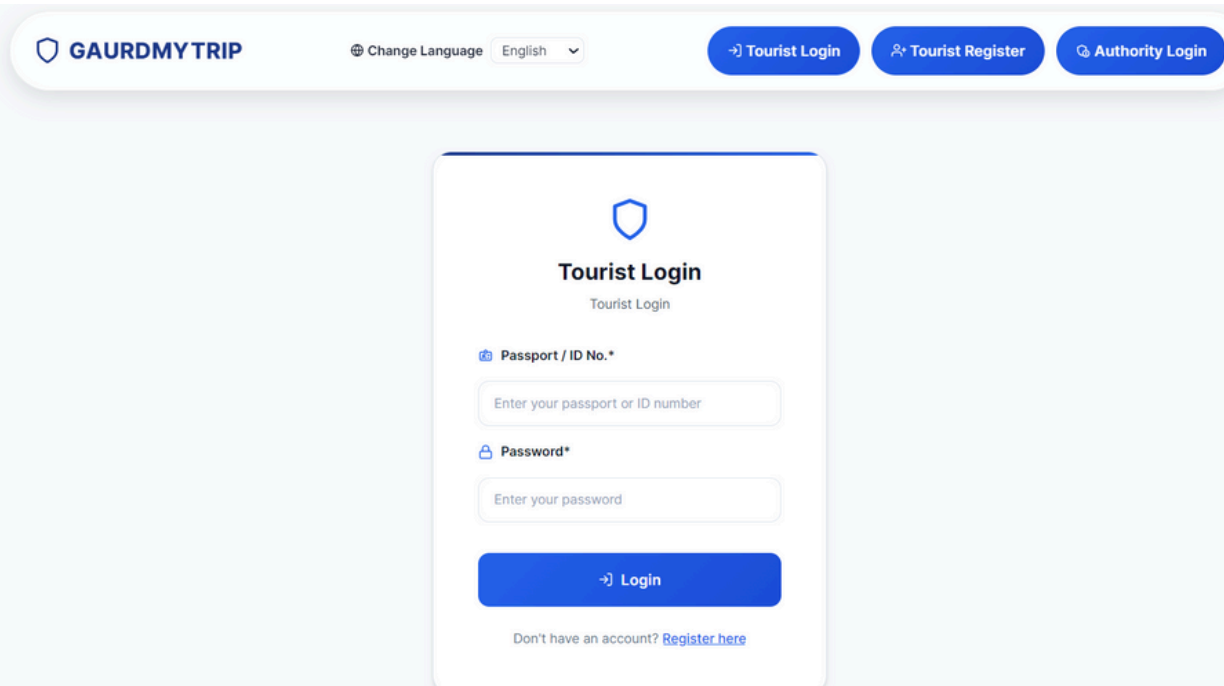 GAURDMYTRIP
Change Language English
Tourist Login
Tourist Register
Authority Login
Tourist Login
Tourist Login
Passport / ID No.*
Enter your passport or ID number
Password*
Enter your password
Login
Don't have an account? Register here